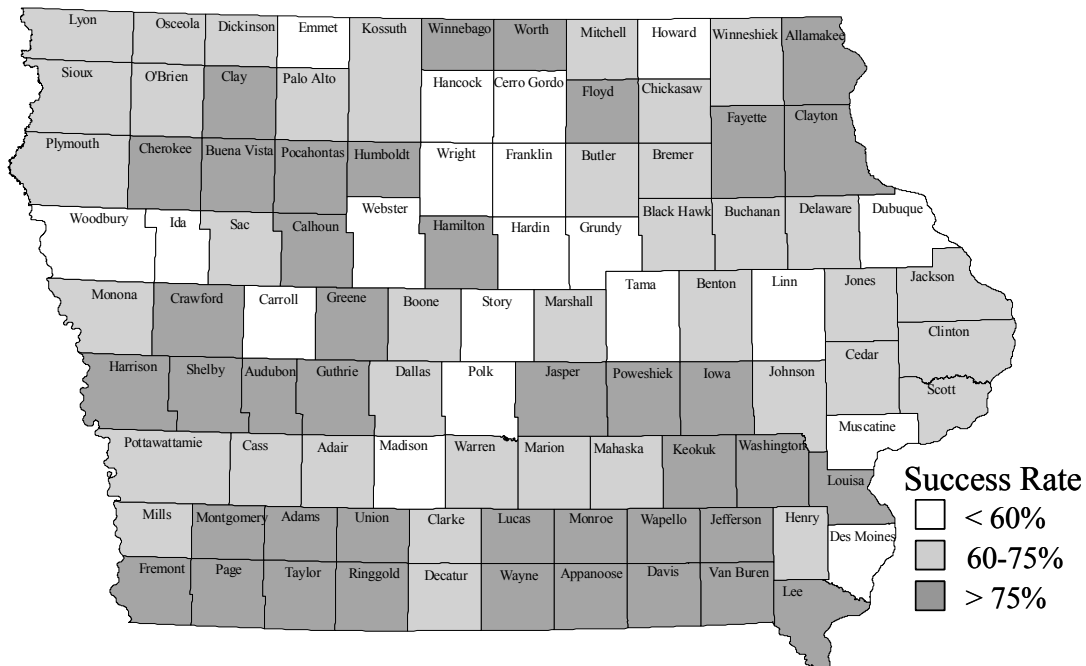 Lyon Osceola Dickinson Emmet Kossuth Winnebago Worth Mitchell Howard Winneshiek Allamakee
Sioux O'Brien Clay Palo Alto Hancock Cerro Gordo Floyd Chickasaw
Fayette Clayton
Plymouth Cherokee Buena Vista Pocahontas Humboldt Wright Franklin Butler Bremer
Woodbury Ida Sac Calhoun Webster Hamilton Hardin Grundy Black Hawk Buchanan Delaware Dubuque
Monona Crawford Carroll Greene Boone Story Marshall Tama Benton Linn Jones Jackson
Clinton
Harrison Shelby Audubon Guthrie Dallas Polk Jasper Poweshiek Iowa Johnson Cedar
Scott
Muscatine
Pottawattamie Cass Adair Madison Warren Marion Mahaska Keokuk Washington
Louisa
Mills Montgomery Adams Union Clarke Lucas Monroe Wapello Jefferson Henry Des Moines
Fremont Page Taylor Ringgold Decatur Wayne Appanoose Davis Van Buren Lee
Success Rate
< 60%
60-75%
> 75%